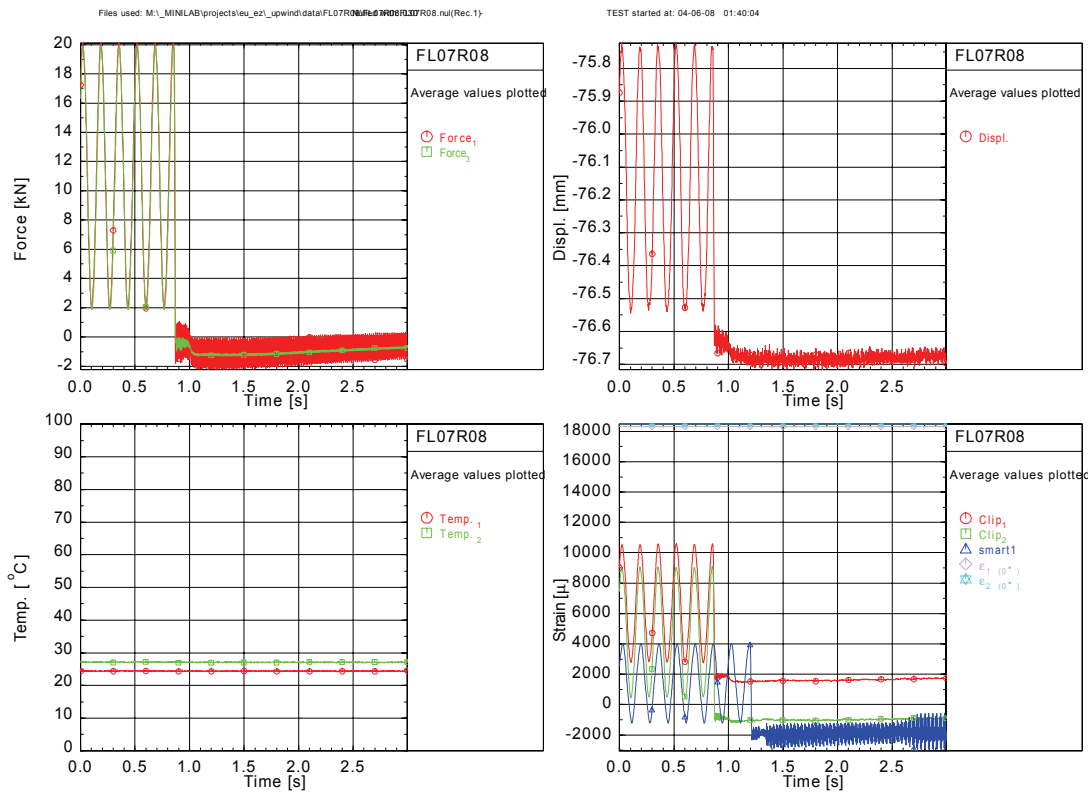 Files used: M:\_MINILAB\projects\eu_ez\_upwind\data\FL07R08 TEST started at: 04-06-08 01:40:04
FL07R08
Average values plotted
Force1
Force3
Force [kN]
20
18
16
14
12
10
8
6
4
2
0
-2
0.0 0.5 1.0 1.5 2.0 2.5
Time [s]
FL07R08
Average values plotted
Displ.
Displ. [mm]
-75.8
-75.9
-76.0
-76.1
-76.2
-76.3
-76.4
-76.5
-76.6
-76.7
0.0 0.5 1.0 1.5 2.0 2.5
Time [s]
FL07R08
Average values plotted
Temp. 1
Temp. 2
Temp. [ °C]
100
90
80
70
60
50
40
30
20
10
0
0.0 0.5 1.0 1.5 2.0 2.5
Time [s]
FL07R08
Average values plotted
Clip1
Clip2
smart1
ε1 (0°)
ε2 (0°)
Strain [µ]
18000
16000
14000
12000
10000
8000
6000
4000
2000
0
-2000
0.0 0.5 1.0 1.5 2.0 2.5
Time [s]